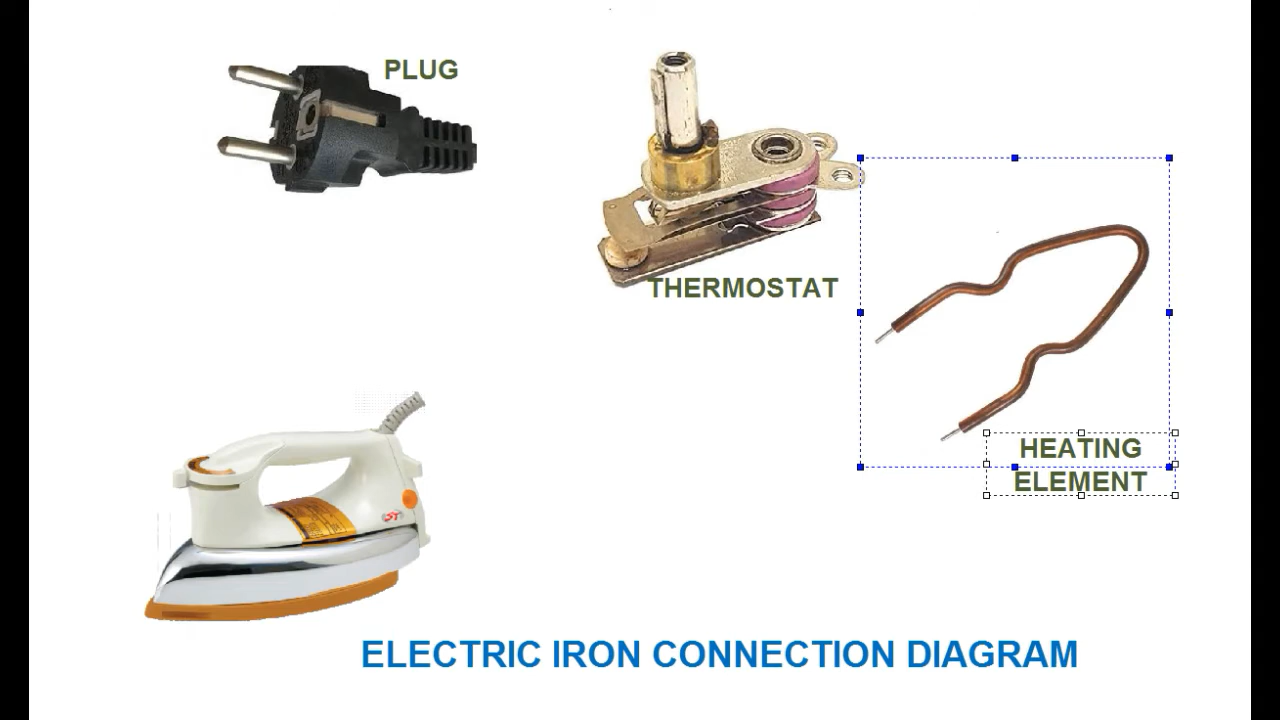 PLUG
THERMOSTAT
HEATING
ELEMENT
ELECTRIC IRON CONNECTION DIAGRAM